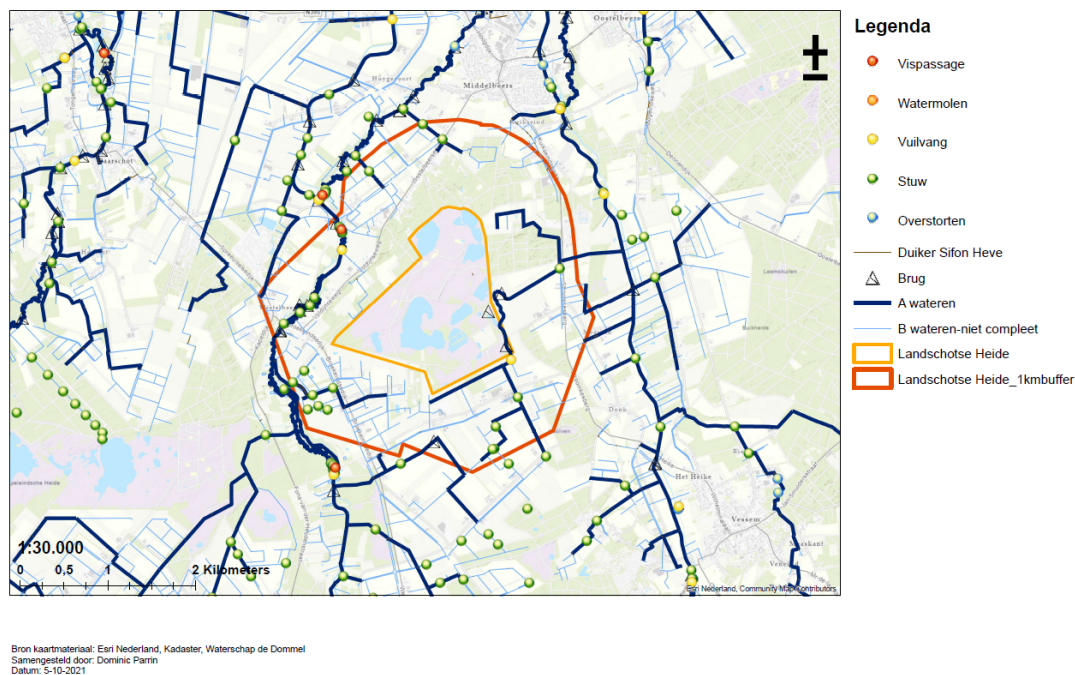 Oostelbeers
Middelbeers
Legenda
Vispassage
Watermolen
Vuilvang
Stuw
Overstorten
Duiker Sifon Heve
Brug
A wateren
B wateren-niet compleet
Landschotse Heide
Landschotse Heide_1kmbuffer
Donk
Het Heike
Vessem
1:30.000
0 0,5 1 2 Kilometers
Esri Nederland, Community Map Contributors
Bron kaartmateriaal: Esri Nederland, Kadaster, Waterschap de Dommel
Samengesteld door: Dominic Parrin
Datum: 5-10-2021